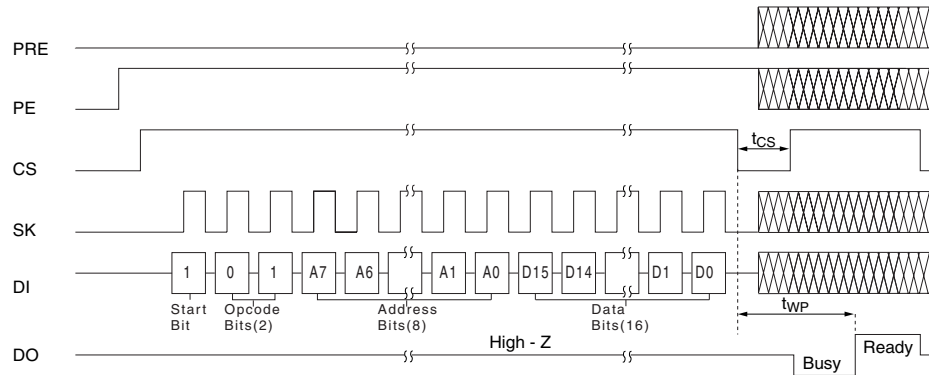 PRE
PE
CS
tCS
SK
DI
1 0 1 A7 A6 A1 A0 D15 D14 D1 D0
Start Bit
Opcode Bits(2)
Address Bits(8)
Data Bits(16)
tWP
DO
High - Z
Busy
Ready